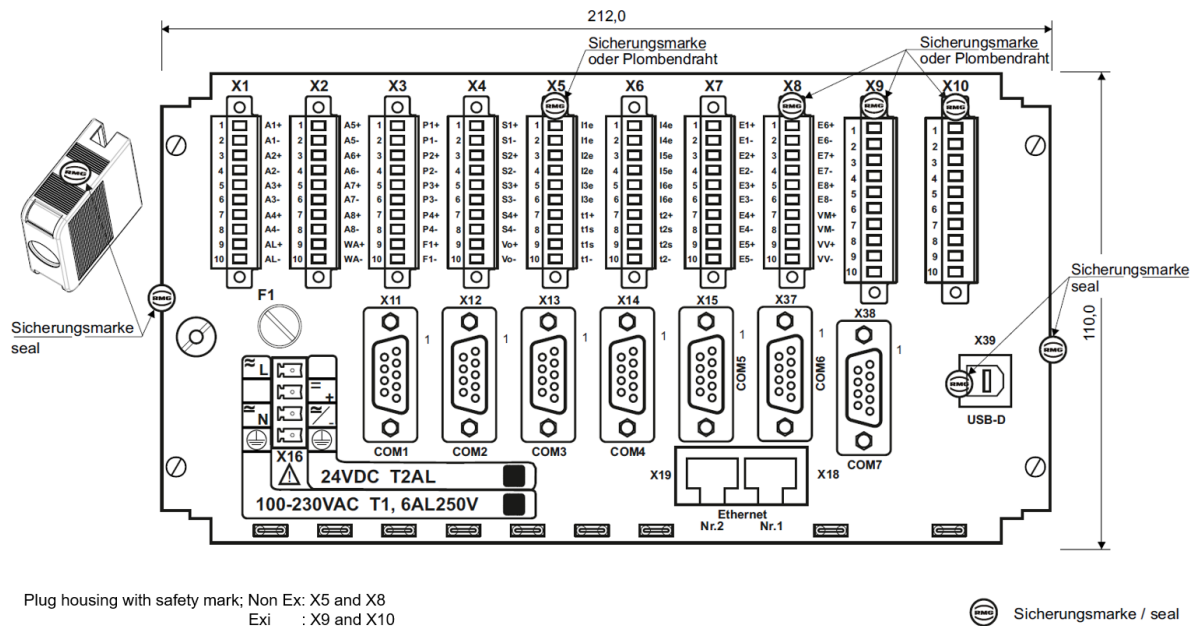 212,0
Sicherungsmarke
oder Plombendraht
Sicherungsmarke
oder Plombendraht
X1 X2 X3 X4 X5 X6 X7 X8 X9 X10
RMG RMG RMG RMG
1 A1+ 1 A5+ 1 P1+ 1 S1+ 1 I1e 1 I4e 1 E1+ 1 E6+ 1 1
2 A1- 2 A5- 2 P1- 2 S1- 2 I1e 2 I4e 2 E1- 2 E6- 2 2
3 A2+ 3 A6+ 3 P2+ 3 S2+ 3 I2e 3 I5e 3 E2+ 3 E7+ 3 3
4 A2- 4 A6- 4 P2- 4 S2- 4 I2e 4 I5e 4 E2- 4 E7- 4 4
5 A3+ 5 A7+ 5 P3+ 5 S3+ 5 I3e 5 I6e 5 E3+ 5 E8+ 5 5
6 A3- 6 A7- 6 P3- 6 S3- 6 I3e 6 I6e 6 E3- 6 E8- 6 6
7 A4+ 7 A8+ 7 P4+ 7 S4+ 7 t1+ 7 t2+ 7 E4+ 7 VM+ 7 7
8 A4- 8 A8- 8 P4- 8 S4- 8 t1s 8 t2s 8 E4- 8 VM- 8 8
9 AL+ 9 WA+ 9 F1+ 9 Vo+ 9 t1s 9 t2s 9 E5+ 9 VV+ 9 9
10 AL- 10 WA- 10 F1- 10 Vo- 10 t1- 10 t2- 10 E5- 10 VV- 10 10
RMG
RMG
Sicherungsmarke
seal
Sicherungsmarke
seal
110,0
F1
X11 X12 X13 X14 X15 X37 X38
1 1 1 1 1 1 1
COM5 COM6
COM1 COM2 COM3 COM4 COM7
X39
RMG
RMG
USB-D
L
N
+
-
X16
24VDC T2AL
100-230VAC T1, 6AL250V
X19 X18
Ethernet
Nr.2 Nr.1
Plug housing with safety mark; Non Ex: X5 and X8
Exi : X9 and X10
RMG Sicherungsmarke / seal